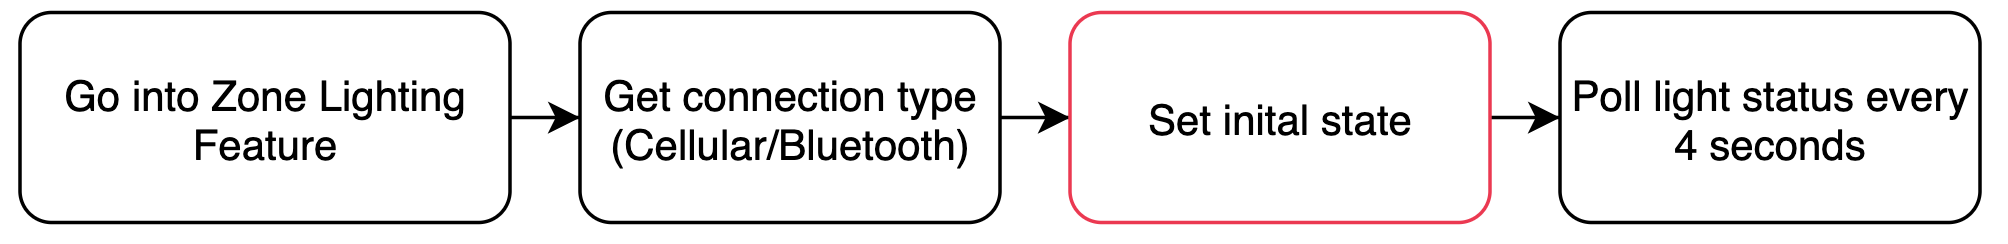 Go into Zone Lighting
Feature
Get connection type
(Cellular/Bluetooth)
Set inital state
Poll light status every
4 seconds